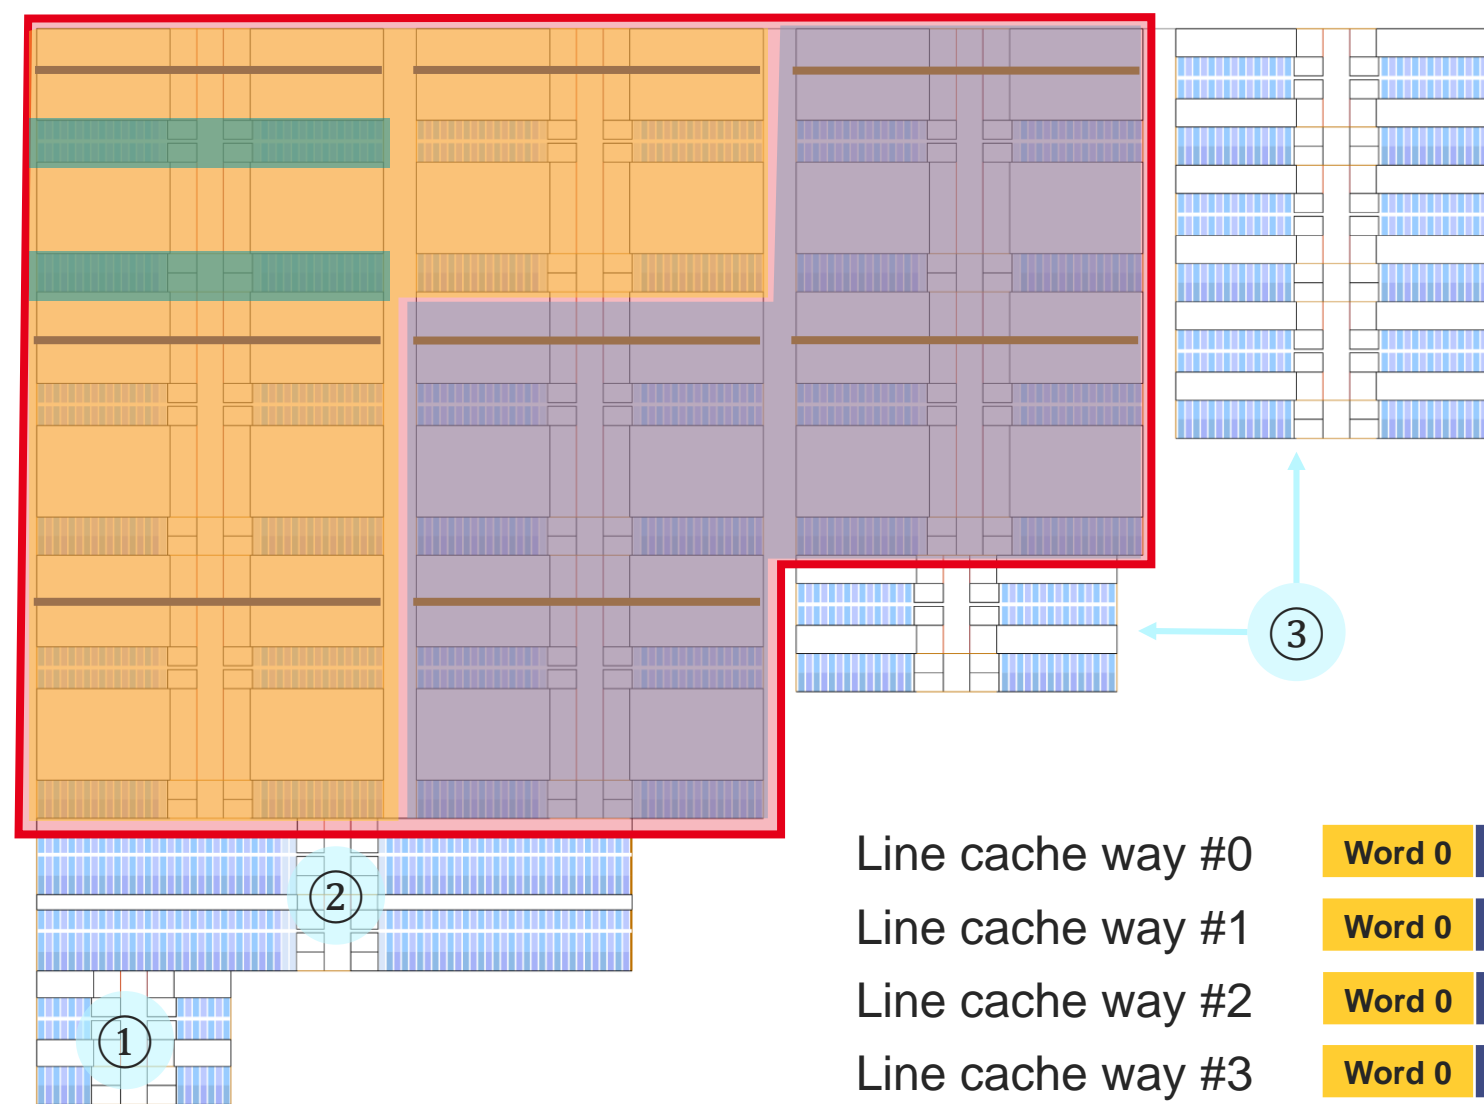 ③
②
①
Line cache way #0 Word 0
Line cache way #1 Word 0
Line cache way #2 Word 0
Line cache way #3 Word 0